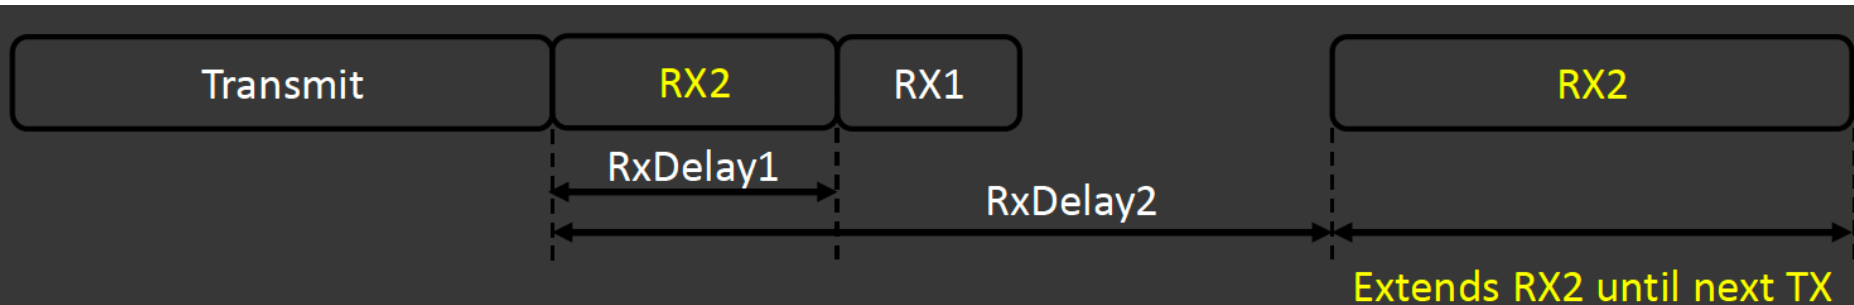 Transmit
RX2
RX1
RX2
RxDelay1
RxDelay2
Extends RX2 until next TX